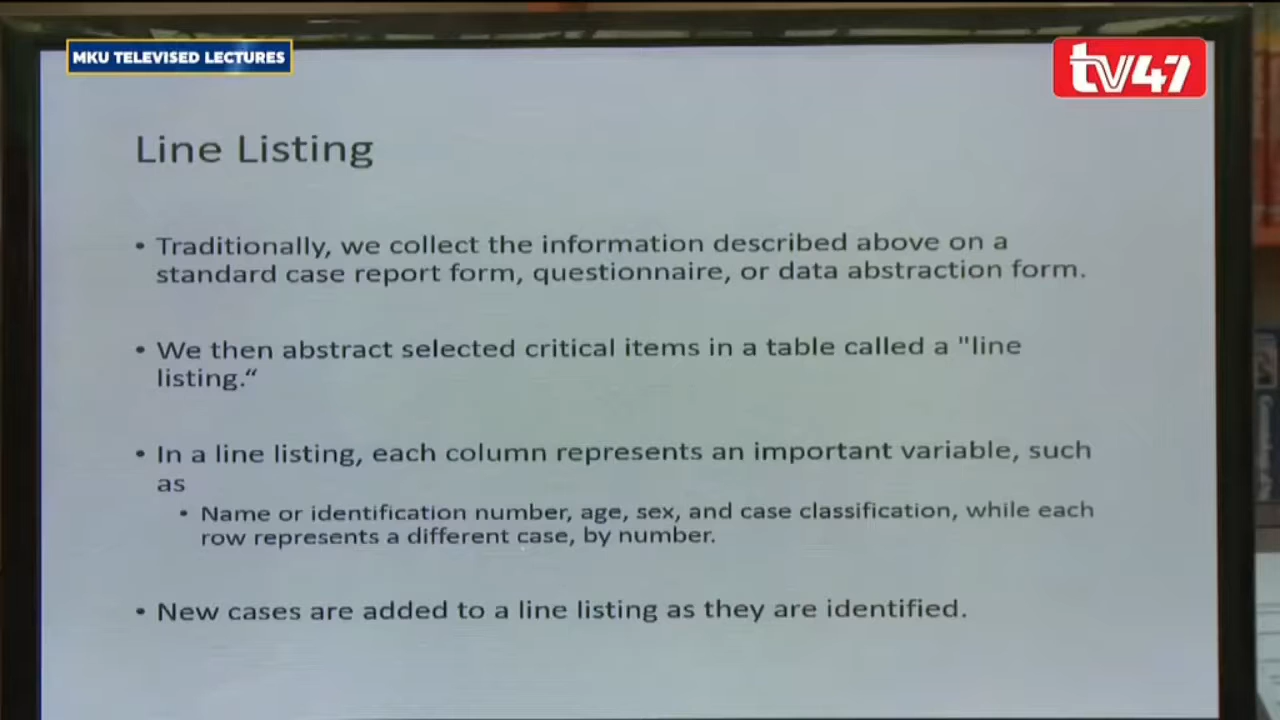 MKU TELEVISED LECTURES
tv47
Line Listing
• Traditionally, we collect the information described above on a
standard case report form, questionnaire, or data abstraction form.
• We then abstract selected critical items in a table called a "line
listing.“
• In a line listing, each column represents an important variable, such
as
• Name or identification number, age, sex, and case classification, while each
row represents a different case, by number.
• New cases are added to a line listing as they are identified.